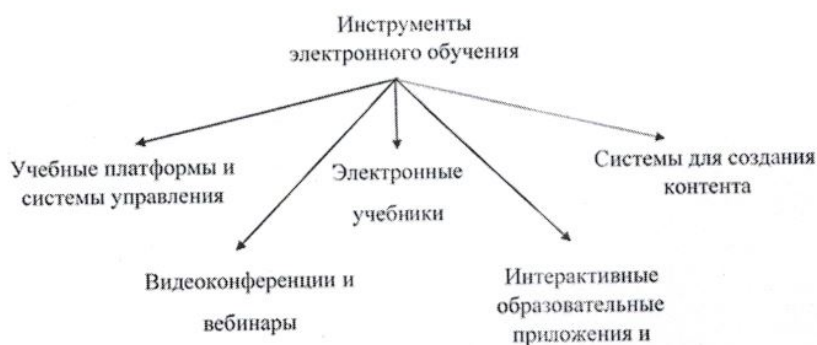 Инструменты
электронного обучения
Учебные платформы и
системы управления
Электронные
учебники
Системы для создания
контента
Видеоконференции и
вебинары
Интерактивные
образовательные
приложения и